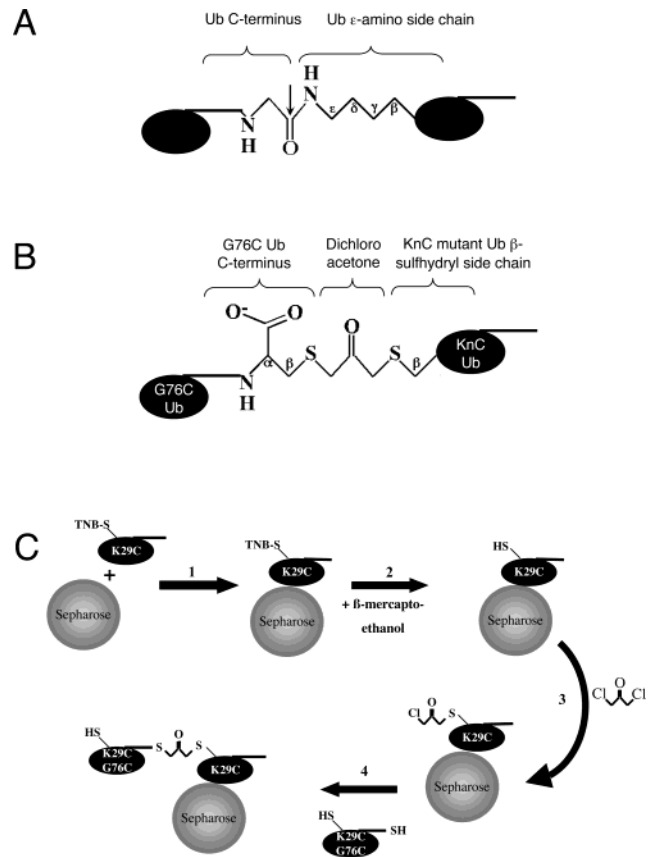 A
Ub C-terminus
Ub ε-amino side chain
H
N
ε
δ
γ
β
N
H
O
B
G76C Ub
C-terminus
Dichloro
acetone
KnC mutant Ub β-
sulfhydryl side chain
O-
O
O
α
β
S
S
β
N
H
G76C
Ub
KnC
Ub
C
TNB-S
K29C
+
Sepharose
1
TNB-S
K29C
Sepharose
2
+ ß-mercapto-
ethanol
HS
K29C
Sepharose
3
Cl
O
Cl
Cl
O
S
K29C
Sepharose
4
HS
SH
K29C
G76C
HS
K29C
G76C
S
O
S
K29C
Sepharose